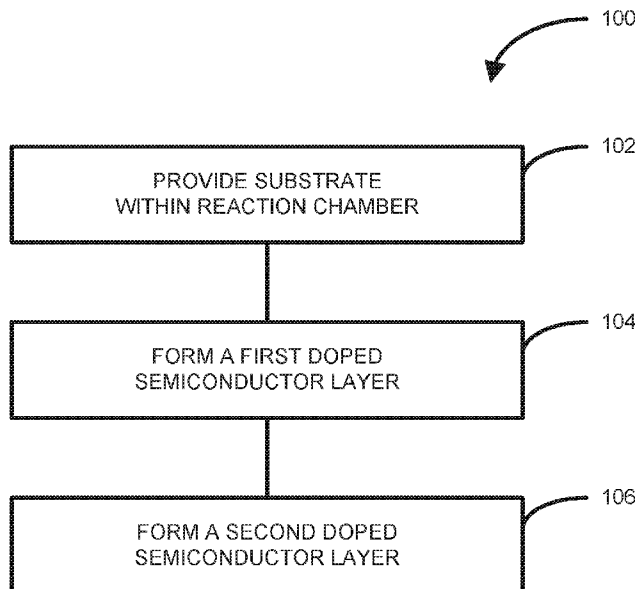 100
102
PROVIDE SUBSTRATE
WITHIN REACTION CHAMBER
104
FORM A FIRST DOPED
SEMICONDUCTOR LAYER
106
FORM A SECOND DOPED
SEMICONDUCTOR LAYER